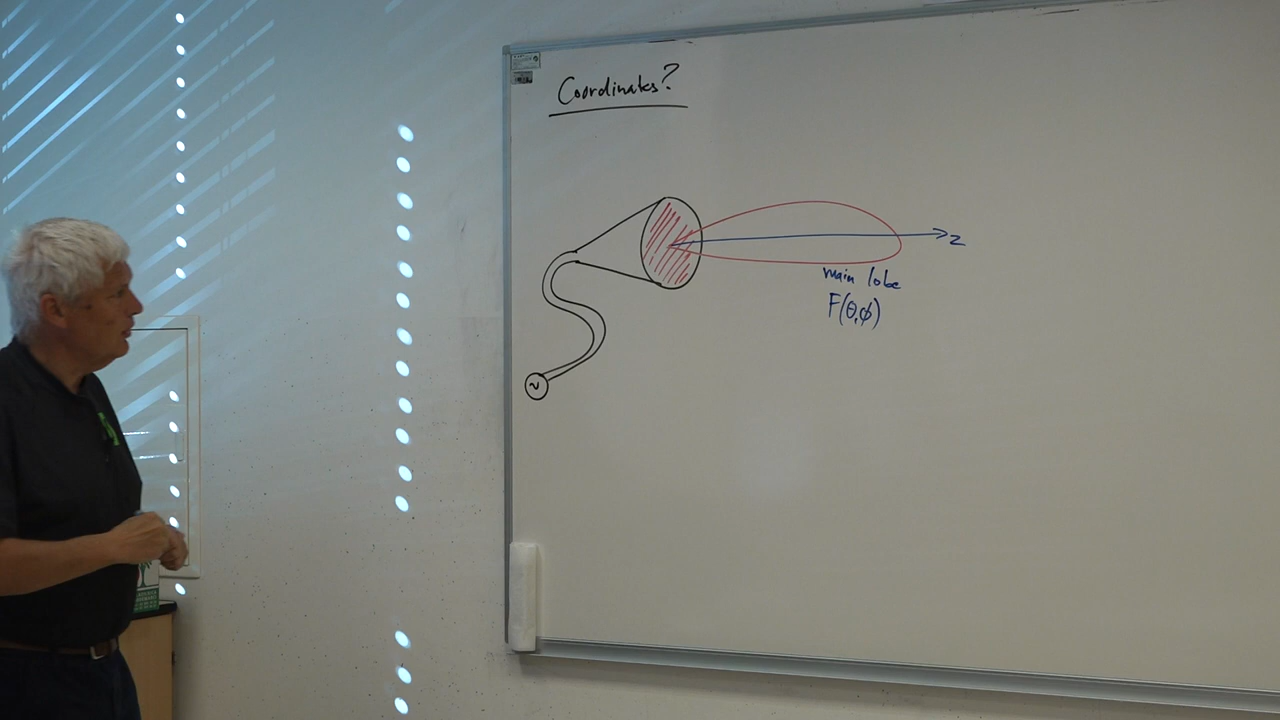 Coordinates?
z
main lobe
F(θ,φ)
~